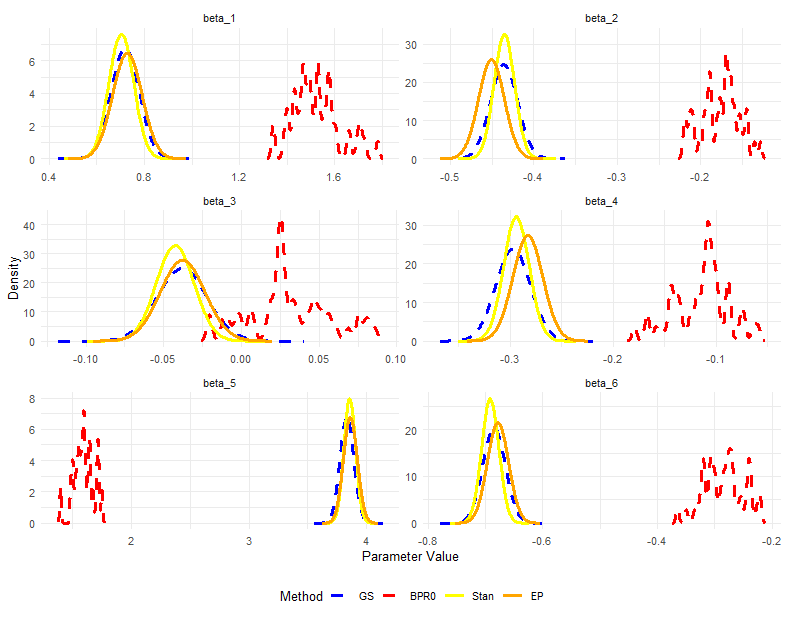 beta_1
beta_2
6
4
2
0
30
20
10
0
0.4 0.8 1.2 1.6
-0.5 -0.4 -0.3 -0.2
beta_3
beta_4
40
30
20
10
0
30
20
10
0
-0.10 -0.05 0.00 0.05 0.10
-0.3 -0.2 -0.1
Density
beta_5
beta_6
8
6
4
2
0
20
10
0
2 3 4
-0.8 -0.6 -0.4 -0.2
Parameter Value
Method GS BPR0 Stan EP